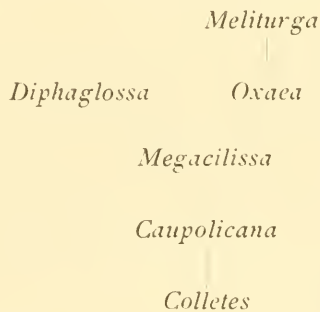 Meliturga
Diphaglossa Oxaea
Megacilissa
Caupolicana
Colletes